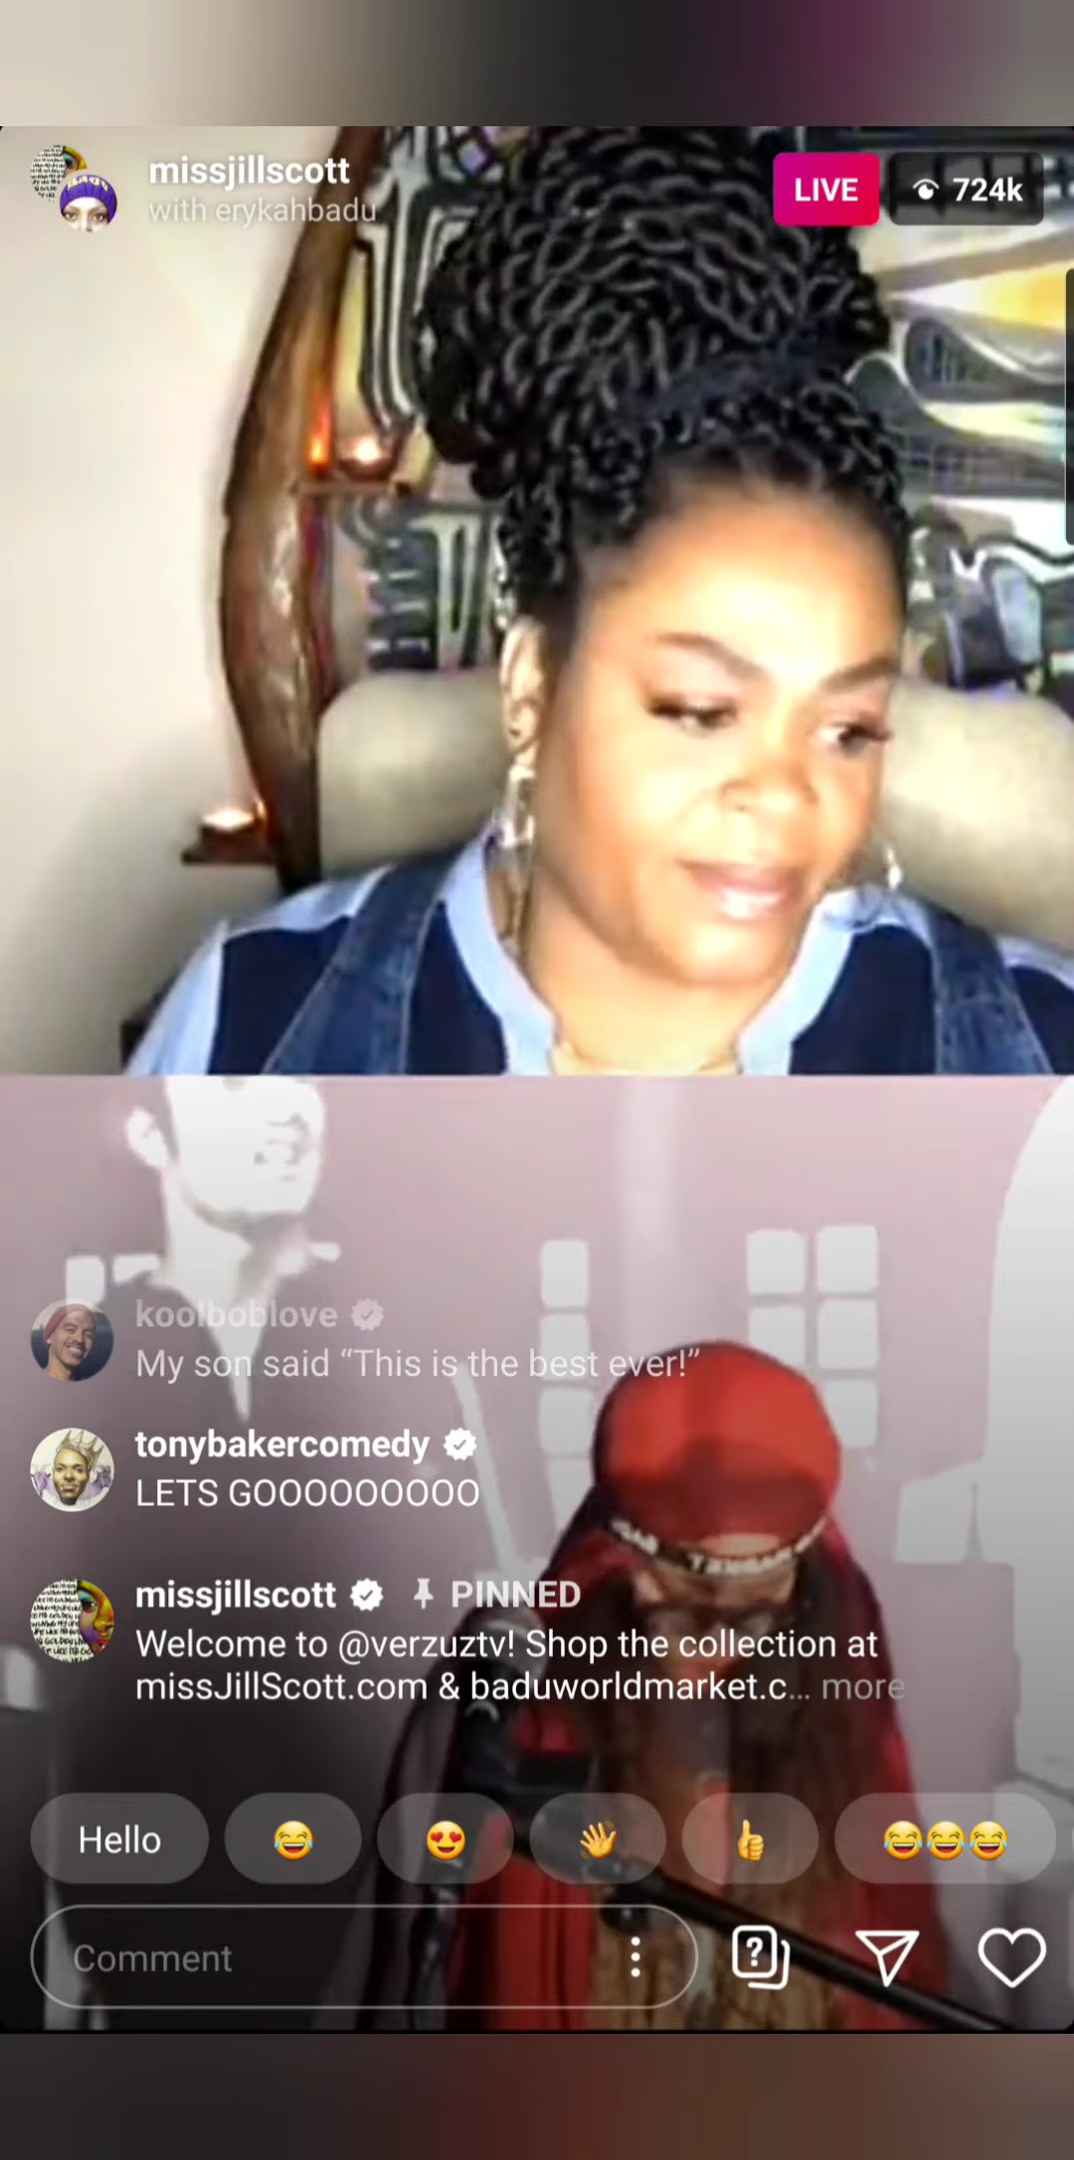 missjillscott
with erykahbadu
LIVE
724k
koolboblove
My son said “This is the best ever!”
tonybakercomedy
LETS GOOOOOOOOO
missjillscott PINNED
Welcome to @verzuztv! Shop the collection at
missJillScott.com & baduworldmarket.c... more
Hello
Comment